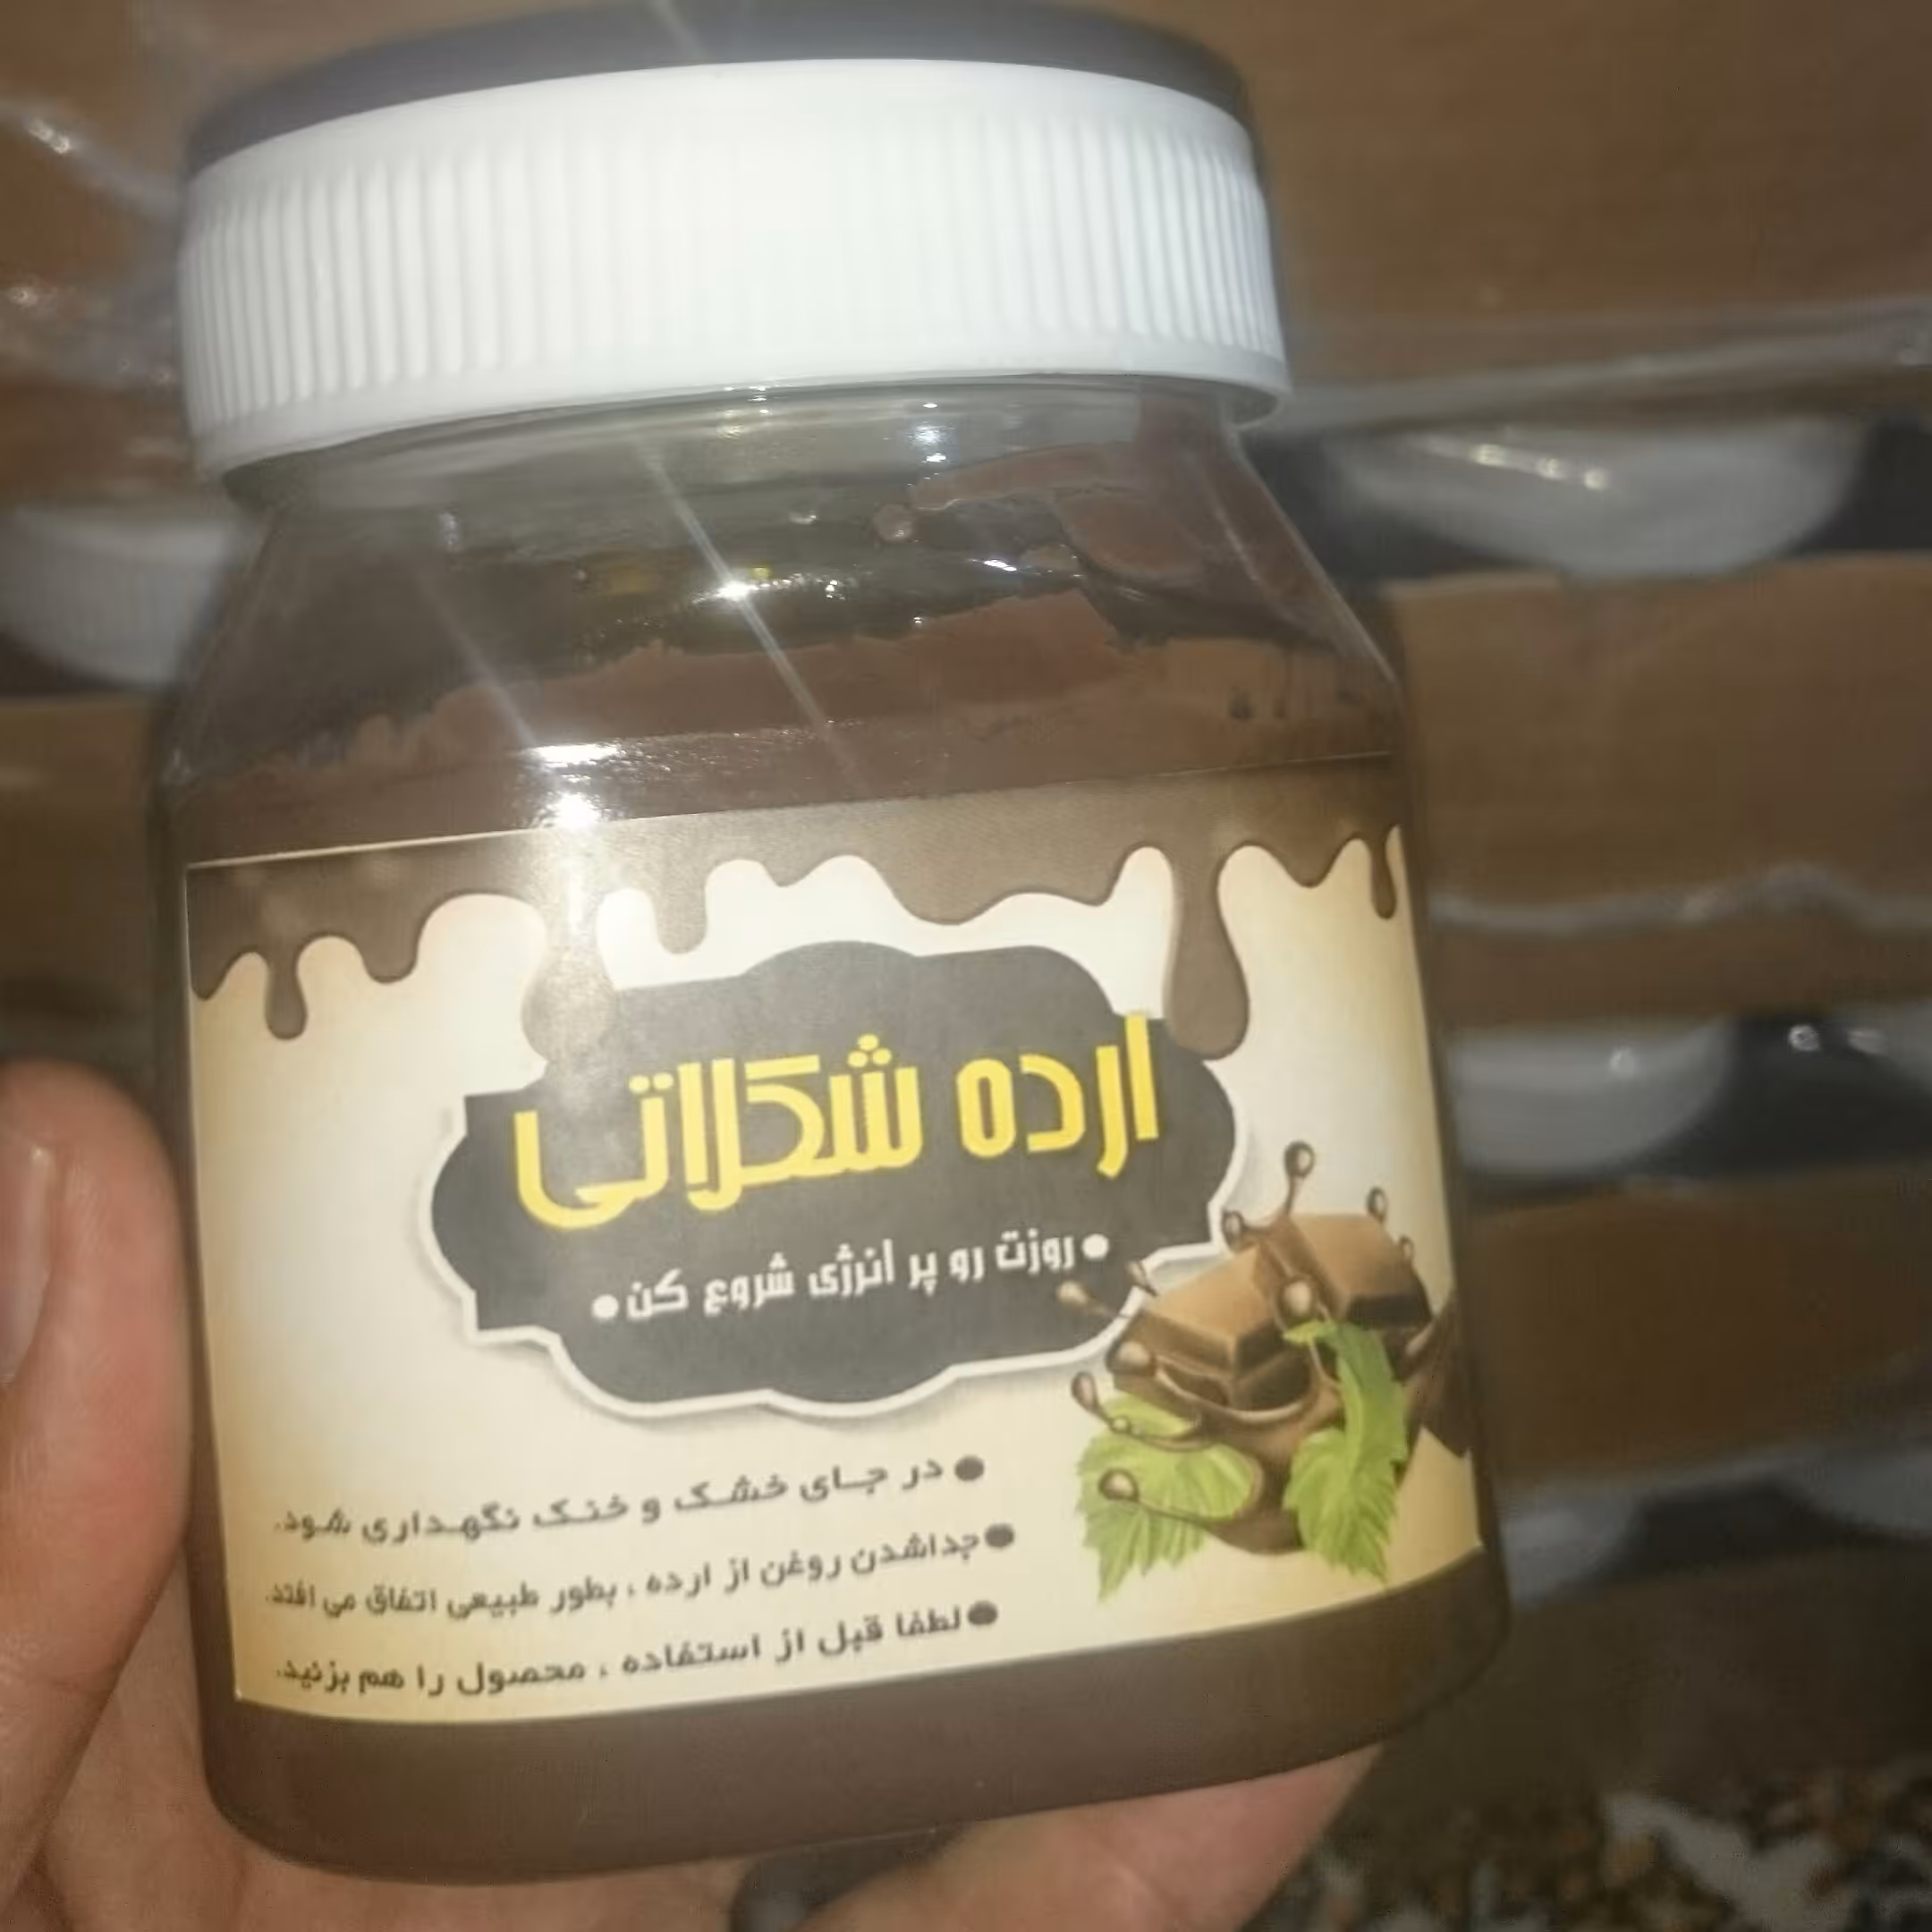 ارده شکلاتی
• روزت رو پر انرژی شروع کن •
• در جای خشک و خنک نگهداری شود.
• جداشدن روغن از ارده ، بطور طبیعی اتفاق می افتد.
• لطفا قبل از استفاده ، محصول را هم بزنید.